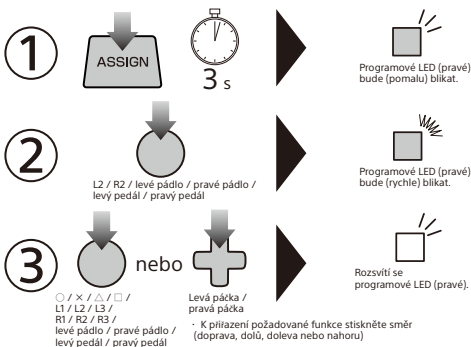 1
ASSIGN
3 s
Programové LED (pravé)
bude (pomalu) blikat.
2
L2 / R2 / levé pádlo / pravé pádlo /
levý pedál / pravý pedál
Programové LED (pravé)
bude (rychle) blikat.
3
nebo
○ / × / △ / □ /
L1 / L2 / L3 /
R1 / R2 / R3 /
levé pádlo / pravé pádlo /
levý pedál / pravý pedál
Levá páčka /
pravá páčka
· K přiřazení požadované funkce stiskněte směr
(doprava, dolů, doleva nebo nahoru)
Rozsvítí se
programové LED (pravé).